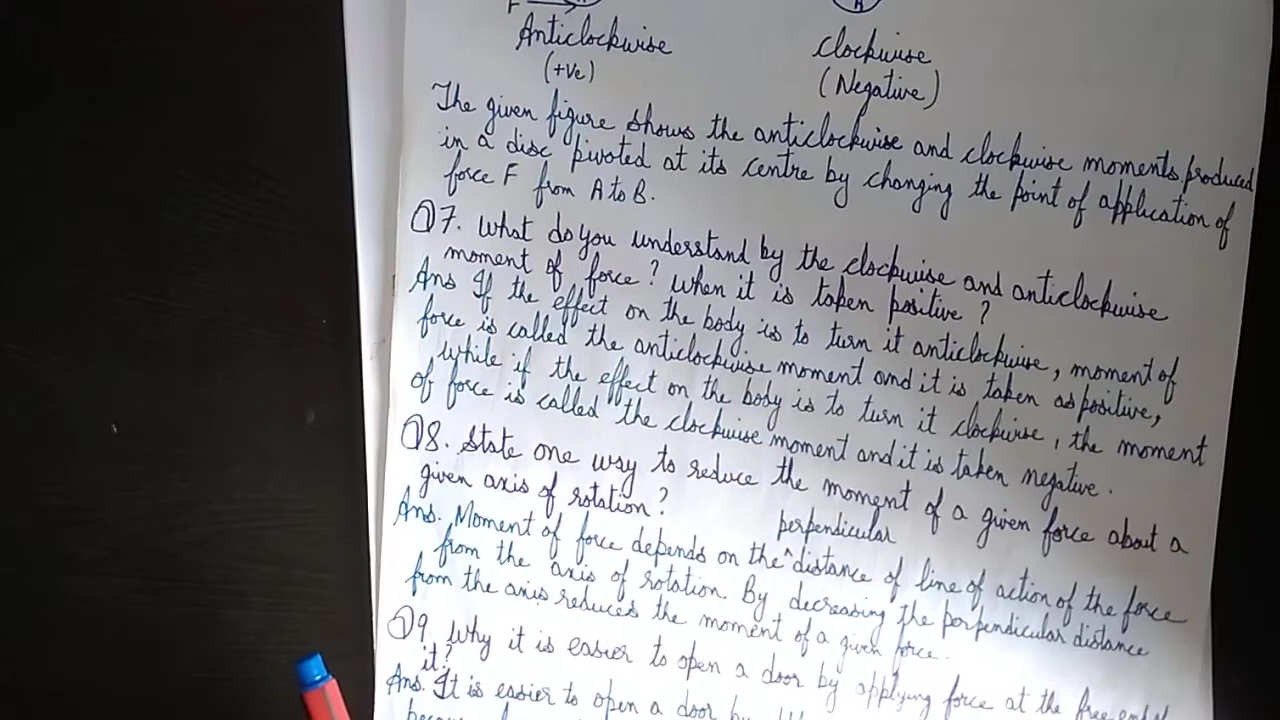 F A
Anticlockwise clockwise
(+Ve) (Negative)
The given figure shows the anticlockwise and clockwise moments produced
in a disc pivoted at its centre by changing the point of application of
force F from A to B.
Q7. What do you understand by the clockwise and anticlockwise
moment of force? When it is taken positive?
Ans If the effect on the body is to turn it anticlockwise, moment of
force is called the anticlockwise moment and it is taken as positive,
while if the effect on the body is to turn it clockwise, the moment
of force is called the clockwise moment and it is taken negative.
Q8. State one way to reduce the moment of a given force about a
given axis of rotation?
perpendicular
Ans. Moment of force depends on the ^ distance of line of action of the force
from the axis of rotation. By decreasing the perpendicular distance
from the axis reduces the moment of a given force.
Q9. Why it is easier to open a door by applying force at the free end of
it?
Ans. It is easier to open a door by